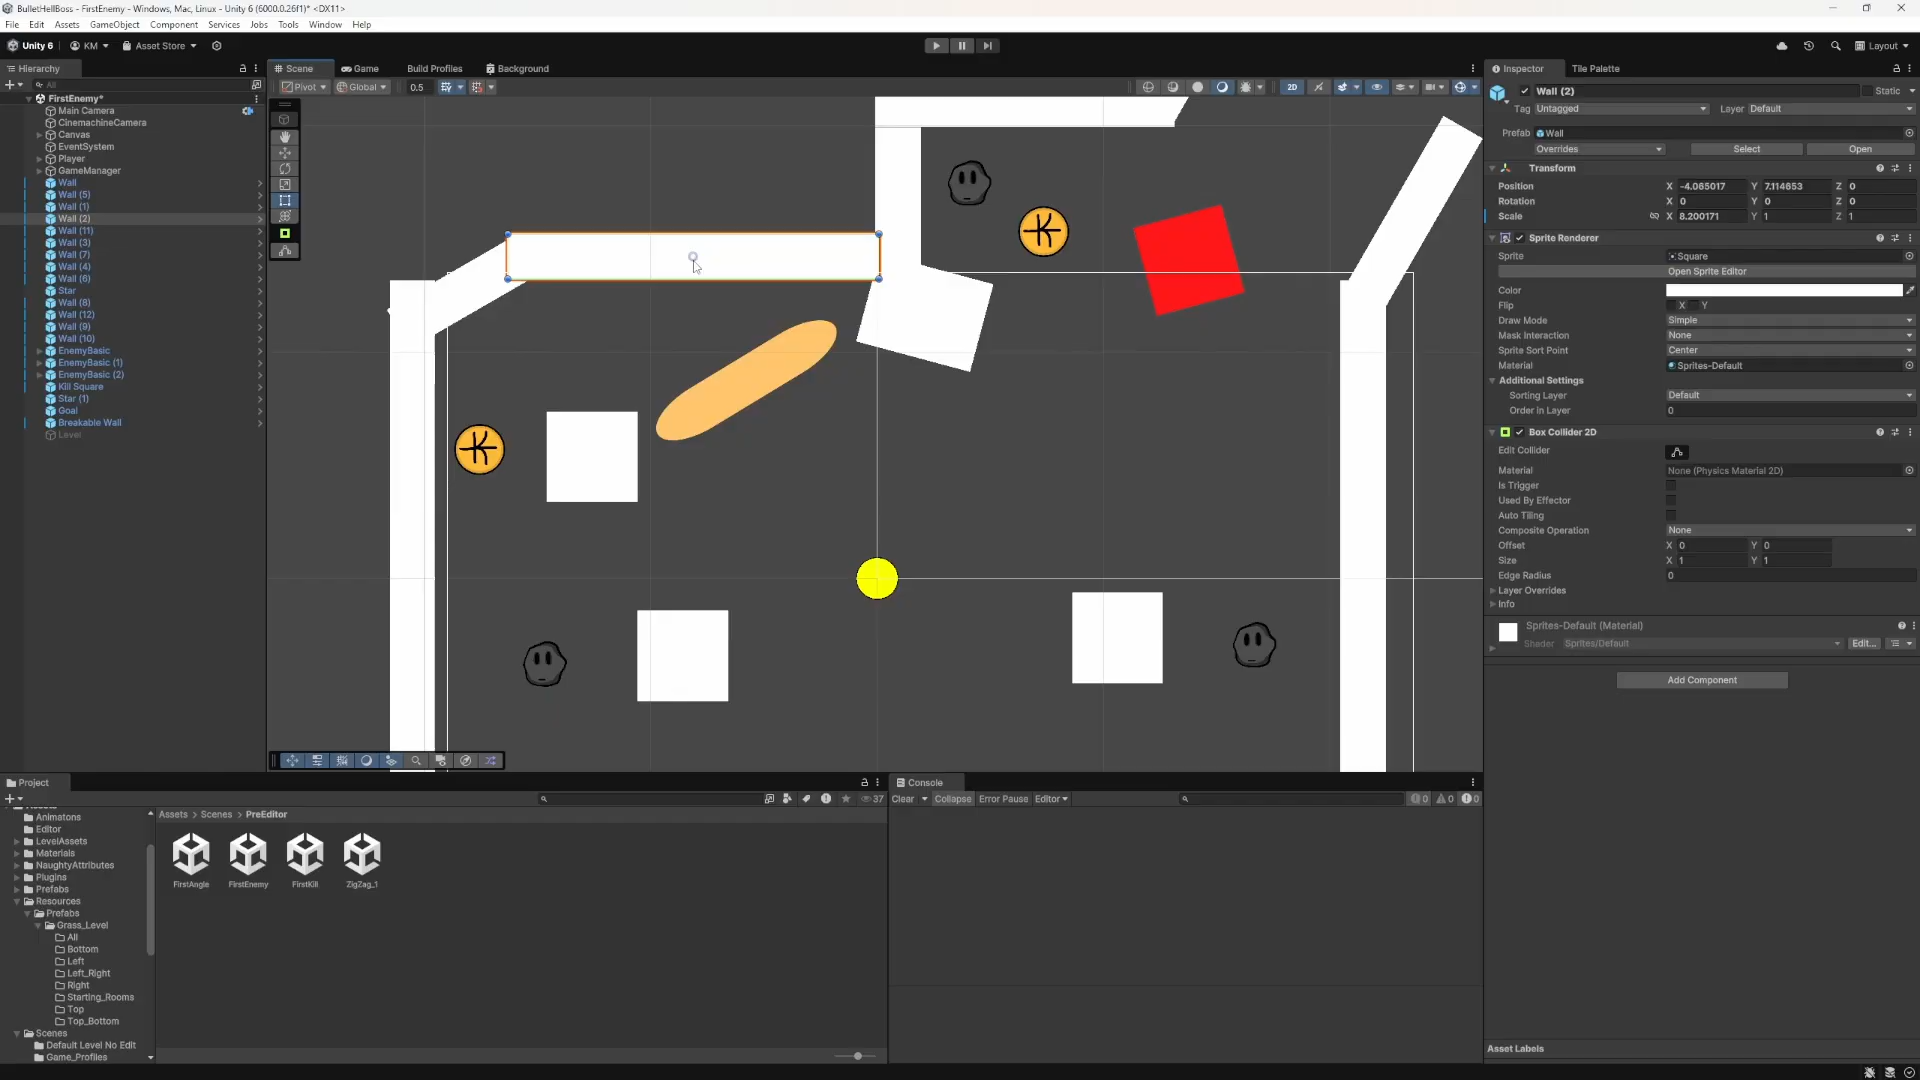 BulletHellBoss - FirstEnemy - Windows, Mac, Linux - Unity 6 (6000.0.26f1)* <DX11>
File Edit Assets GameObject Component Services Jobs Tools Window Help
Unity 6 KM Asset Store Layout
Hierarchy
All
FirstEnemy*
Main Camera
CinemachineCamera
Canvas
EventSystem
Player
GameManager
Wall
Wall (5)
Wall (1)
Wall (2)
Wall (11)
Wall (3)
Wall (7)
Wall (4)
Wall (6)
Star
Wall (8)
Wall (12)
Wall (9)
Wall (10)
EnemyBasic
EnemyBasic (1)
EnemyBasic (2)
Kill Square
Star (1)
Goal
Breakable Wall
Level
Scene Game Build Profiles Background
Pivot Global 0.5 2D
Inspector Tile Palette
Wall (2) Static
Tag Untagged Layer Default
Prefab Wall
Overrides Select Open
Transform
Position X -4.065017 Y 7.114653 Z 0
Rotation X 0 Y 0 Z 0
Scale X 8.200171 Y 1 Z 1
Sprite Renderer
Sprite Square
Open Sprite Editor
Color
Flip X Y
Draw Mode Simple
Mask Interaction None
Sprite Sort Point Center
Material Sprites-Default
Additional Settings
Sorting Layer Default
Order in Layer 0
Box Collider 2D
Edit Collider
Material None (Physics Material 2D)
Is Trigger
Used By Effector
Auto Tiling
Composite Operation None
Offset X 0 Y 0
Size X 1 Y 1
Edge Radius 0
Layer Overrides
Info
Sprites-Default (Material)
Shader Sprites/Default Edit...
Add Component
Asset Labels
Project
37
Assets
Animatons
Editor
LevelAssets
Materials
NaughtyAttributes
Plugins
Prefabs
Resources
Prefabs
Grass_Level
All
Bottom
Left
Left_Right
Right
Starting_Rooms
Top
Top_Bottom
Scenes
Default Level No Edit
Game_Profiles
Assets > Scenes > PreEditor
FirstAngle FirstEnemy FirstKill ZigZag_1
Console
Clear Collapse Error Pause Editor 0 0 0